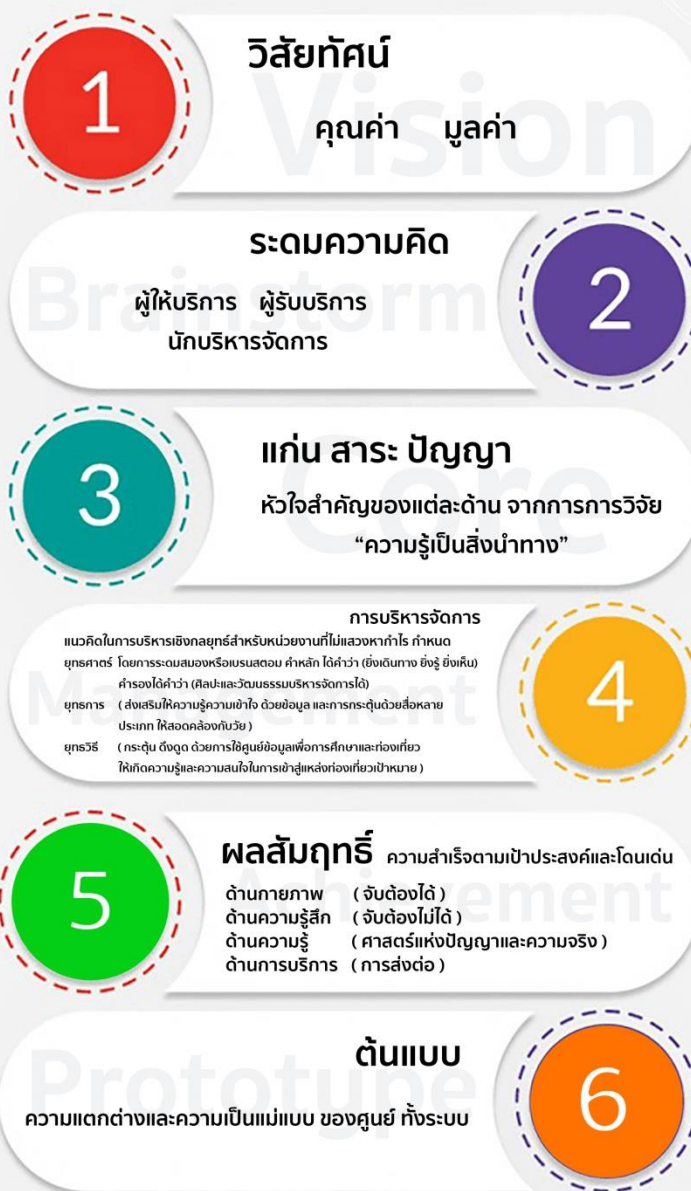 1
วิสัยทัศน์
Vision
คุณค่า มูลค่า
ระดมความคิด
Brainstorm
2
ผู้ให้บริการ ผู้รับบริการ
นักบริหารจัดการ
3
แก่น สาระ ปัญญา
Core
หัวใจสำคัญของแต่ละด้าน จากการการวิจัย
“ความรู้เป็นสิ่งนำทาง”
การบริหารจัดการ
แนวคิดในการบริหารเชิงกลยุทธ์สำหรับหน่วยงานที่ไม่แสวงหากำไร กำหนด
ยุทธศาตร์ โดยการระดมสมองหรือเบรนสตอม คำหลัก ได้คำว่า (ยิ่งเดินทาง ยิ่งรู้ ยิ่งเห็น)
คำรองได้คำว่า (ศิลปะและวัฒนธรรมบริหารจัดการได้)
Management
4
ยุทธการ ( ส่งเสริมให้ความรู้ความเข้าใจ ด้วยข้อมูล และการกระตุ้นด้วยสื่อหลาย
ประเภท ให้สอดคล้องกับวัย )
ยุทธวิธี ( กระตุ้น ดึงดูด ด้วยการใช้ศูนย์ข้อมูลเพื่อการศึกษาและท่องเที่ยว
ให้เกิดความรู้และความสนใจในการเข้าสู่แหล่งท่องเที่ยวเป้าหมาย )
5
ผลสัมฤทธิ์ ความสำเร็จตามเป้าประสงค์และโดนเด่น
Achievement
ด้านกายภาพ ( จับต้องได้ )
ด้านความรู้สึก ( จับต้องไม่ได้ )
ด้านความรู้ ( ศาสตร์แห่งปัญญาและความจริง )
ด้านการบริการ ( การส่งต่อ )
ต้นแบบ
Prototype
6
ความแตกต่างและความเป็นแม่แบบ ของศูนย์ ทั้งระบบ